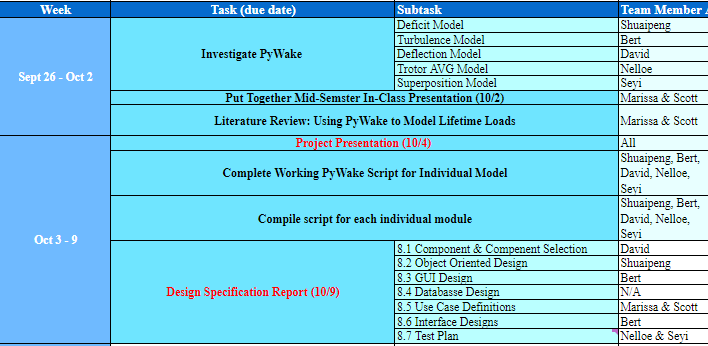 Week Task (due date) Subtask Team Member
Sept 26 - Oct 2
Investigate PyWake
Deficit Model Shuaipeng
Turbulence Model Bert
Deflection Model David
Trotor AVG Model Nelloe
Superposition Model Seyi
Put Together Mid-Semster In-Class Presentation (10/2) Marissa & Scott
Literature Review: Using PyWake to Model Lifetime Loads Marissa & Scott
Oct 3 - 9
Project Presentation (10/4) All
Complete Working PyWake Script for Individual Model
Shuaipeng, Bert,
David, Nelloe,
Seyi
Compile script for each individual module
Shuaipeng, Bert,
David, Nelloe,
Seyi
Design Specification Report (10/9)
8.1 Component & Compenent Selection David
8.2 Object Oriented Design Shuaipeng
8.3 GUI Design Bert
8.4 Databasse Design N/A
8.5 Use Case Definitions Marissa & Scott
8.6 Interface Designs Bert
8.7 Test Plan Nelloe & Seyi